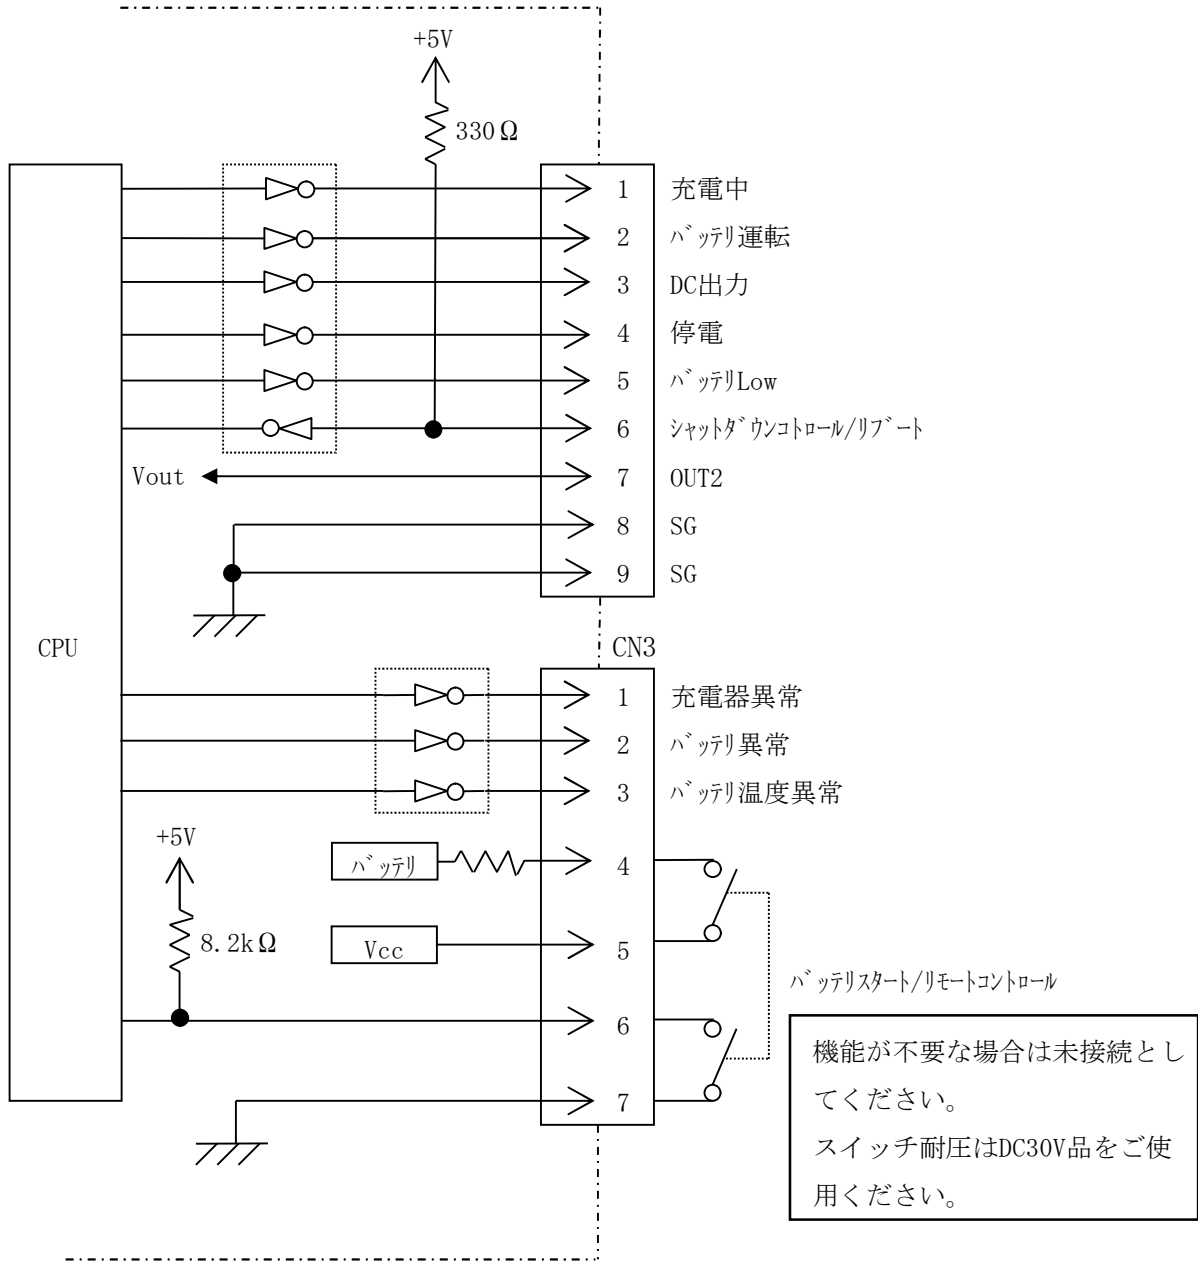 +5V
330Ω
1 充電中
2 ﾊﾞｯﾃﾘ運転
3 DC出力
4 停電
5 ﾊﾞｯﾃﾘLow
6 ｼｬｯﾄﾀﾞｳﾝｺﾄﾛｰﾙ/ﾘﾌﾞｰﾄ
Vout 7 OUT2
8 SG
9 SG
CPU
CN3
1 充電器異常
2 ﾊﾞｯﾃﾘ異常
3 ﾊﾞｯﾃﾘ温度異常
+5V
ﾊﾞｯﾃﾘ 4
8.2kΩ
Vcc 5
ﾊﾞｯﾃﾘｽﾀｰﾄ/ﾘﾓｰﾄｺﾝﾄﾛｰﾙ
6
7
機能が不要な場合は未接続とし
てください。
スイッチ耐圧はDC30V品をご使
用ください。